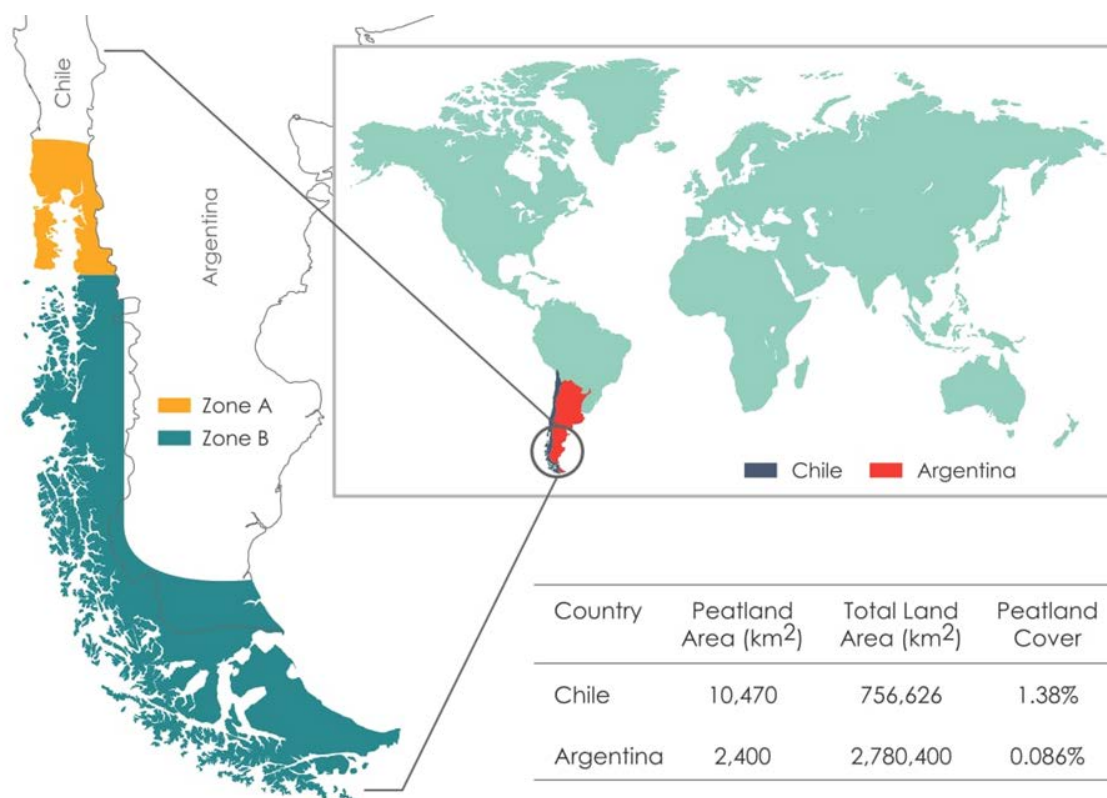 Chile
Argentina
Zone A
Zone B
Chile
Argentina
Country Peatland Area (km2) Total Land Area (km2) Peatland Cover
Chile 10,470 756,626 1.38%
Argentina 2,400 2,780,400 0.086%